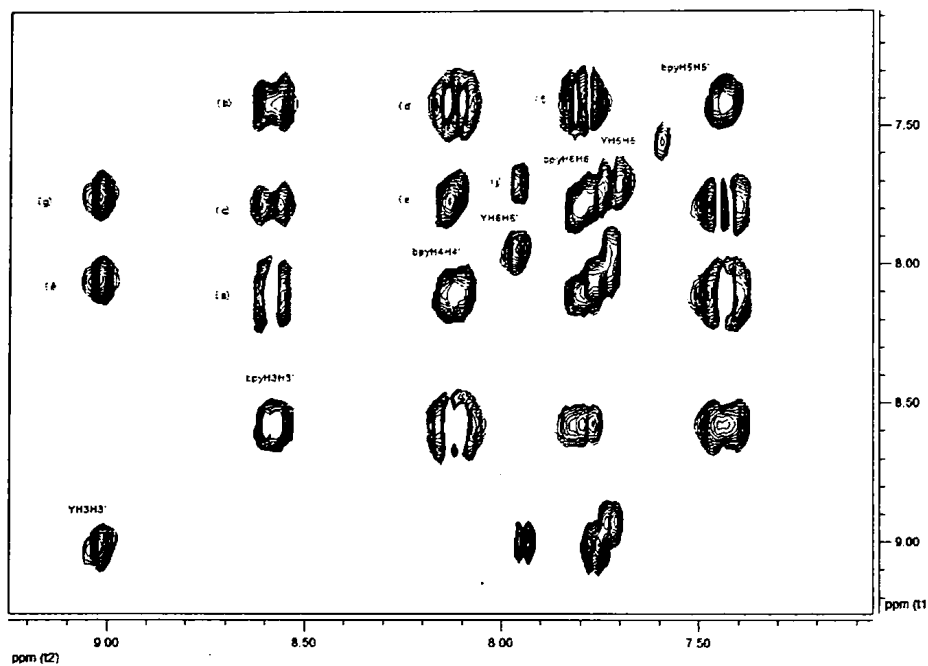 bpyH5H5'
(b)
(d)
(f)
7.50
YH5H5
bpyH6H6
(g)
(c)
(e)
(j)
YH6H6'
bpyH4H4'
8.00
(a)
bpyH3H3'
8.50
YH3H3'
9.00
ppm (t1
9.00
8.50
8.00
7.50
ppm (t2)